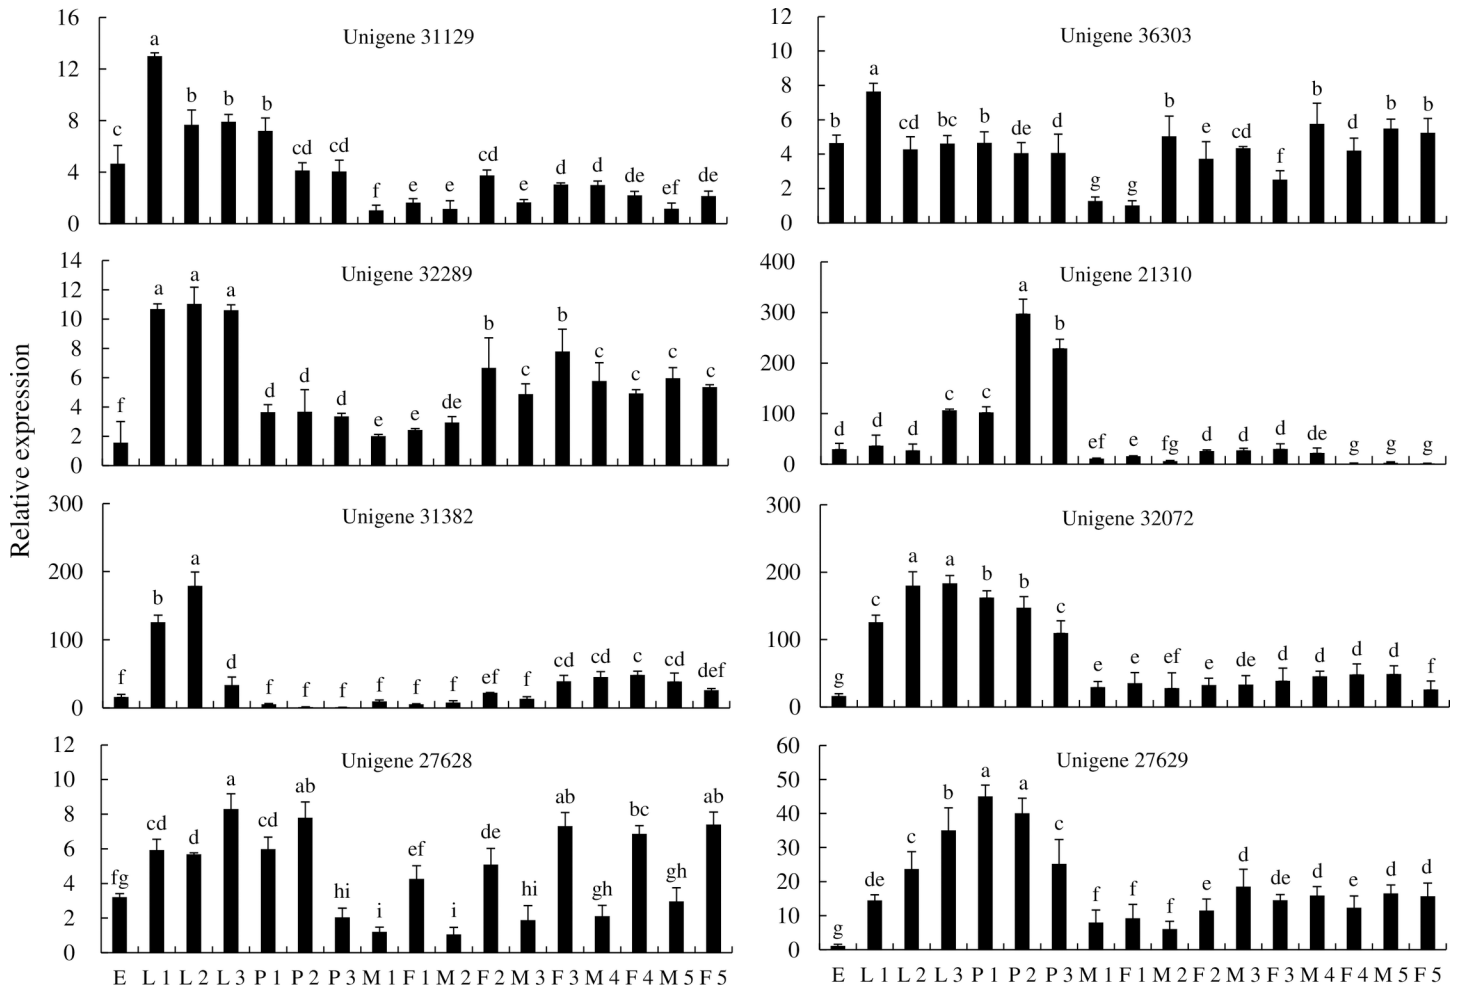 Relative expression
Unigene 31129
16
12
8
4
0
c a b b b cd cd f e e cd e d d de ef de
Unigene 36303
12
10
8
6
4
2
0
b a cd bc b de d g g b e cd f b d b b
Unigene 32289
14
12
10
8
6
4
2
0
f a a a d d d c e de b c b c c c c
Unigene 21310
400
300
200
100
0
d d d c c a b ef e fg d d d de g g g
Unigene 31382
300
200
100
0
f b a d f f f f f f ef f cd cd c cd def
Unigene 32072
300
200
100
0
g c a a b b c e e ef e de d d d d f
Unigene 27628
12
10
8
6
4
2
0
fg cd d a cd ab hi i ef i de hi ab gh bc gh ab
E L 1 L 2 L 3 P 1 P 2 P 3 M 1 F 1 M 2 F 2 M 3 F 3 M 4 F 4 M 5 F 5
Unigene 27629
60
50
40
30
20
10
0
g de c b a a c f f f e d de d e d d
E L 1 L 2 L 3 P 1 P 2 P 3 M 1 F 1 M 2 F 2 M 3 F 3 M 4 F 4 M 5 F 5